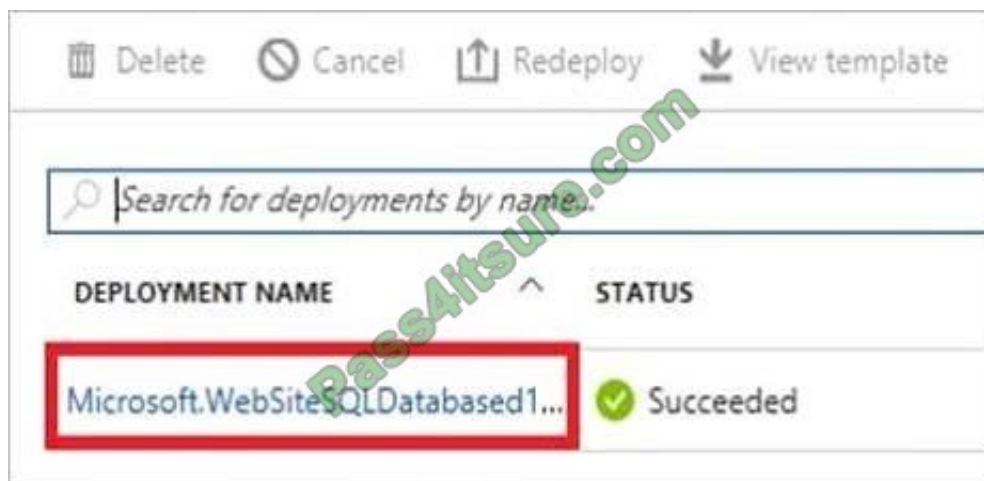 Delete Cancel Redeploy View template
Search for deployments by name...
DEPLOYMENT NAME STATUS
Microsoft.WebSiteSQLDatabased1... Succeeded
Pass4itsure.com